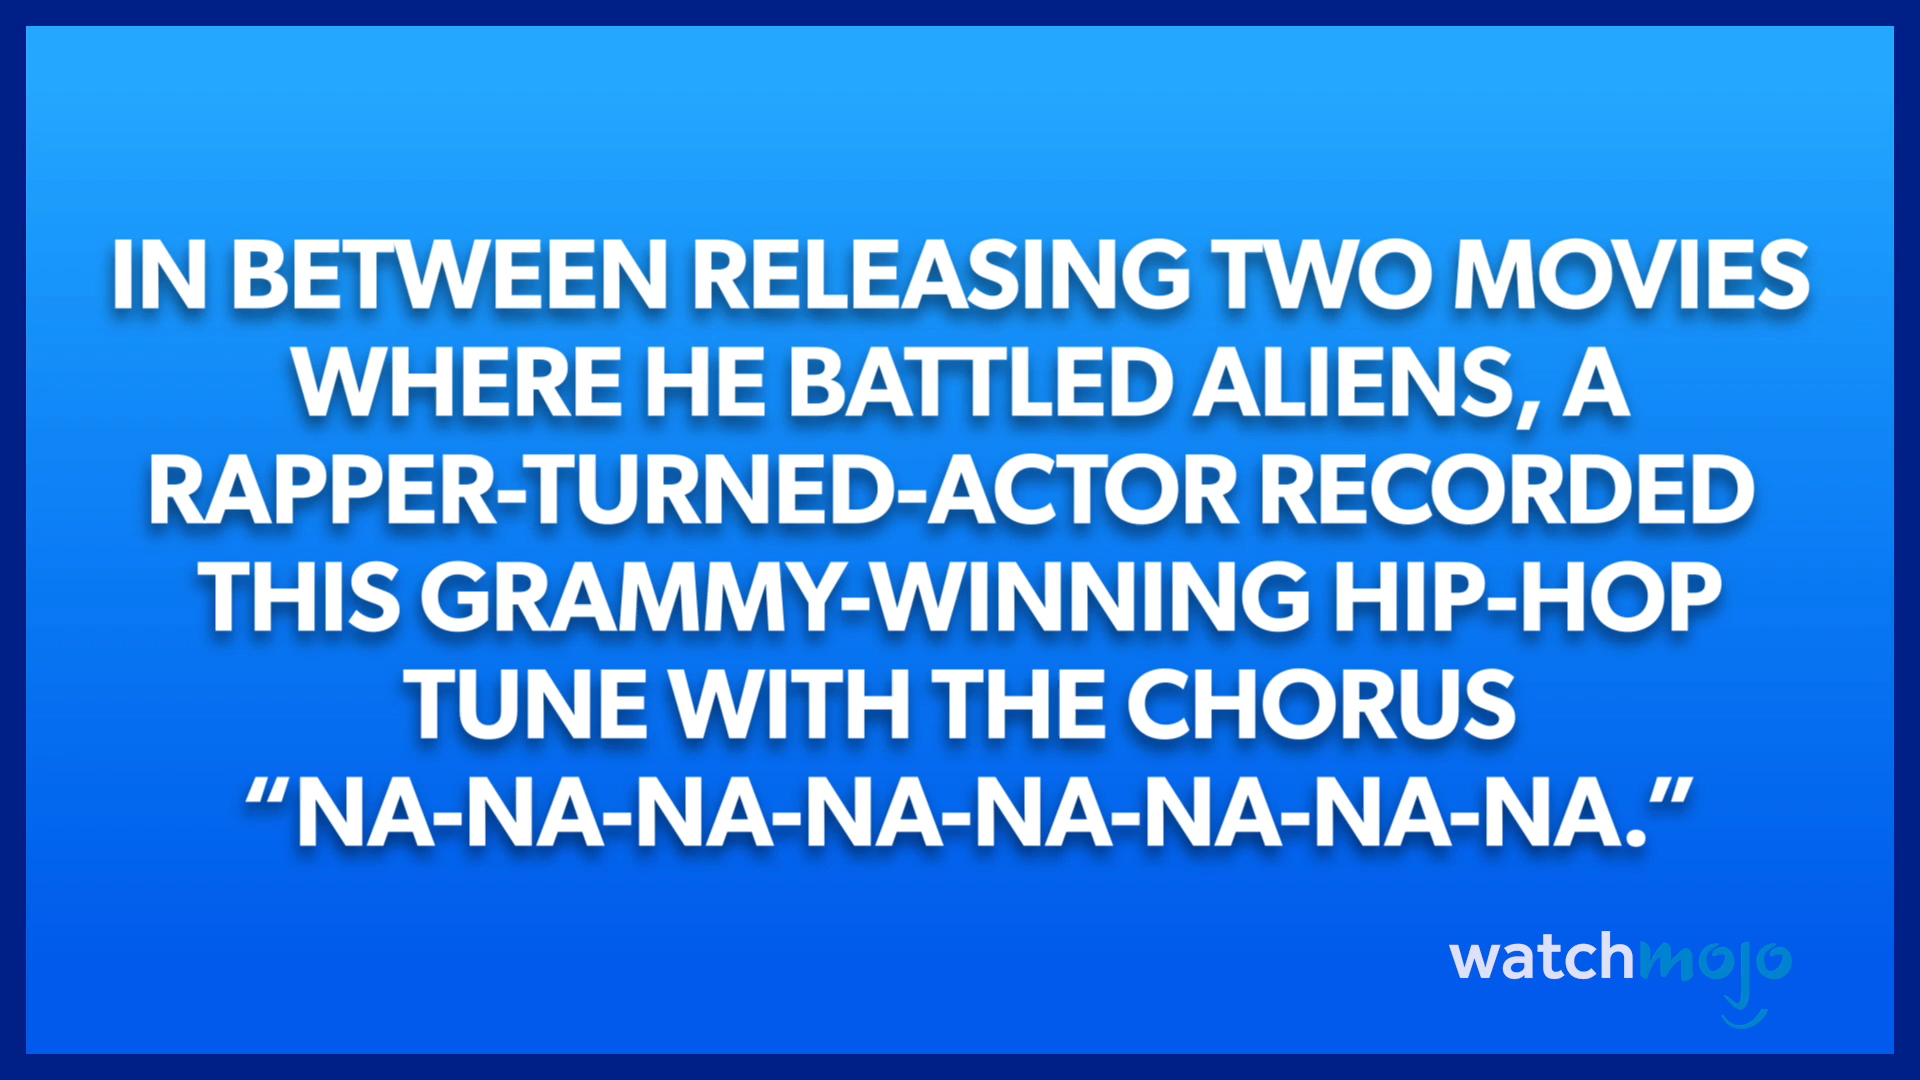 IN BETWEEN RELEASING TWO MOVIES
WHERE HE BATTLED ALIENS, A
RAPPER-TURNED-ACTOR RECORDED
THIS GRAMMY-WINNING HIP-HOP
TUNE WITH THE CHORUS
“NA-NA-NA-NA-NA-NA-NA-NA.”
watchmojo